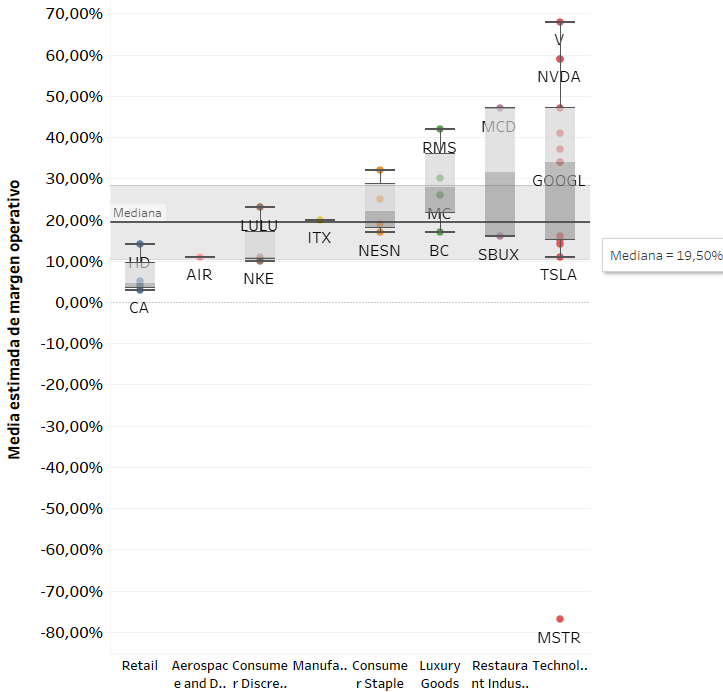 70,00%
60,00%
50,00%
40,00%
30,00%
20,00%
10,00%
0,00%
-10,00%
-20,00%
-30,00%
-40,00%
-50,00%
-60,00%
-70,00%
-80,00%
Media estimada de margen operativo
Mediana
HD
CA
AIR
LULU
NKE
ITX
NESN
RMS
MC
BC
MCD
SBUX
V
NVDA
GOOGL
TSLA
MSTR
Mediana = 19,50%
Retail
Aerospac
e and D..
Consume
r Discre..
Manufa..
Consume
r Staple
Luxury
Goods
Restaura
nt Indus..
Technol..